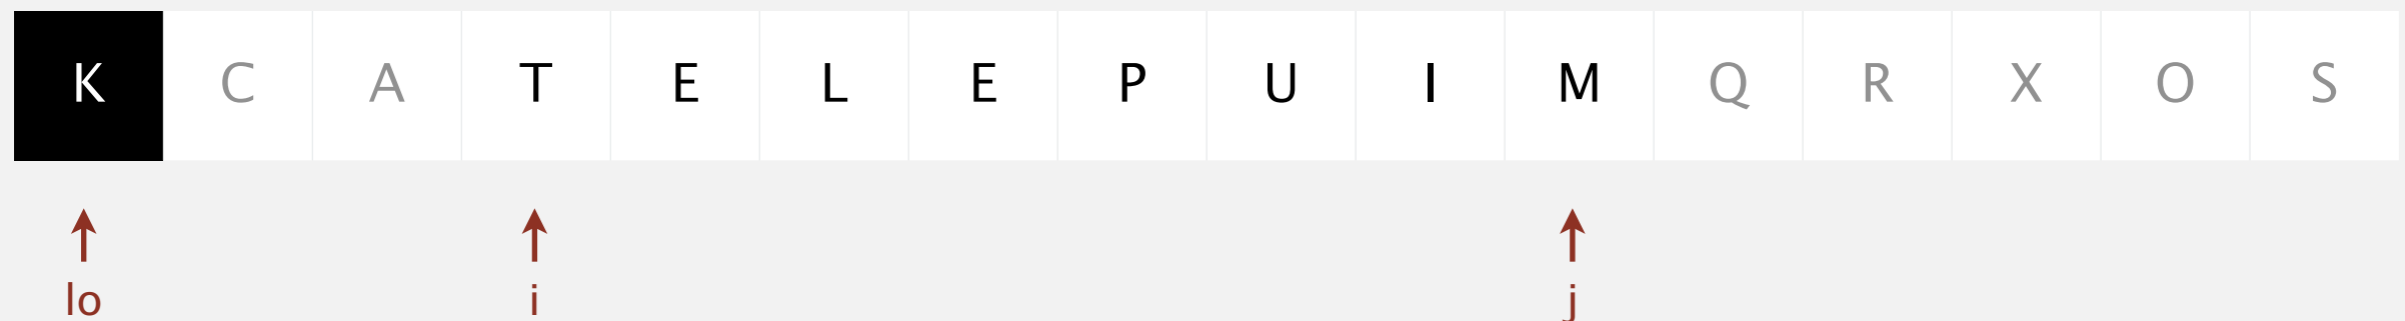 K C A T E L E P U I M Q R X O S
lo i j